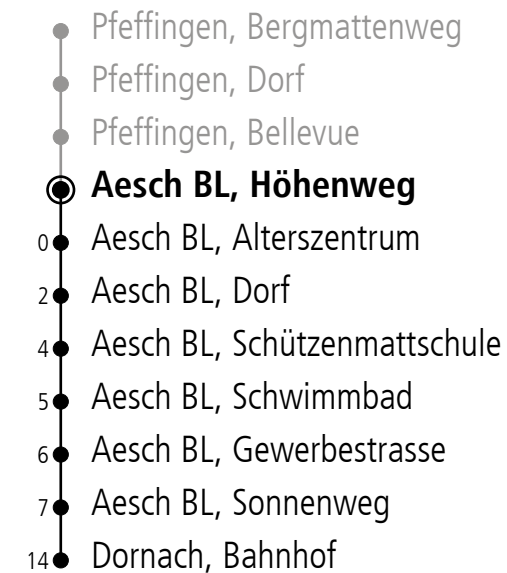 Pfeffingen, Bergmattenweg
Pfeffingen, Dorf
Pfeffingen, Bellevue
Aesch BL, Höhenweg
0 Aesch BL, Alterszentrum
2 Aesch BL, Dorf
4 Aesch BL, Schützenmattschule
5 Aesch BL, Schwimmbad
6 Aesch BL, Gewerbestrasse
7 Aesch BL, Sonnenweg
14 Dornach, Bahnhof